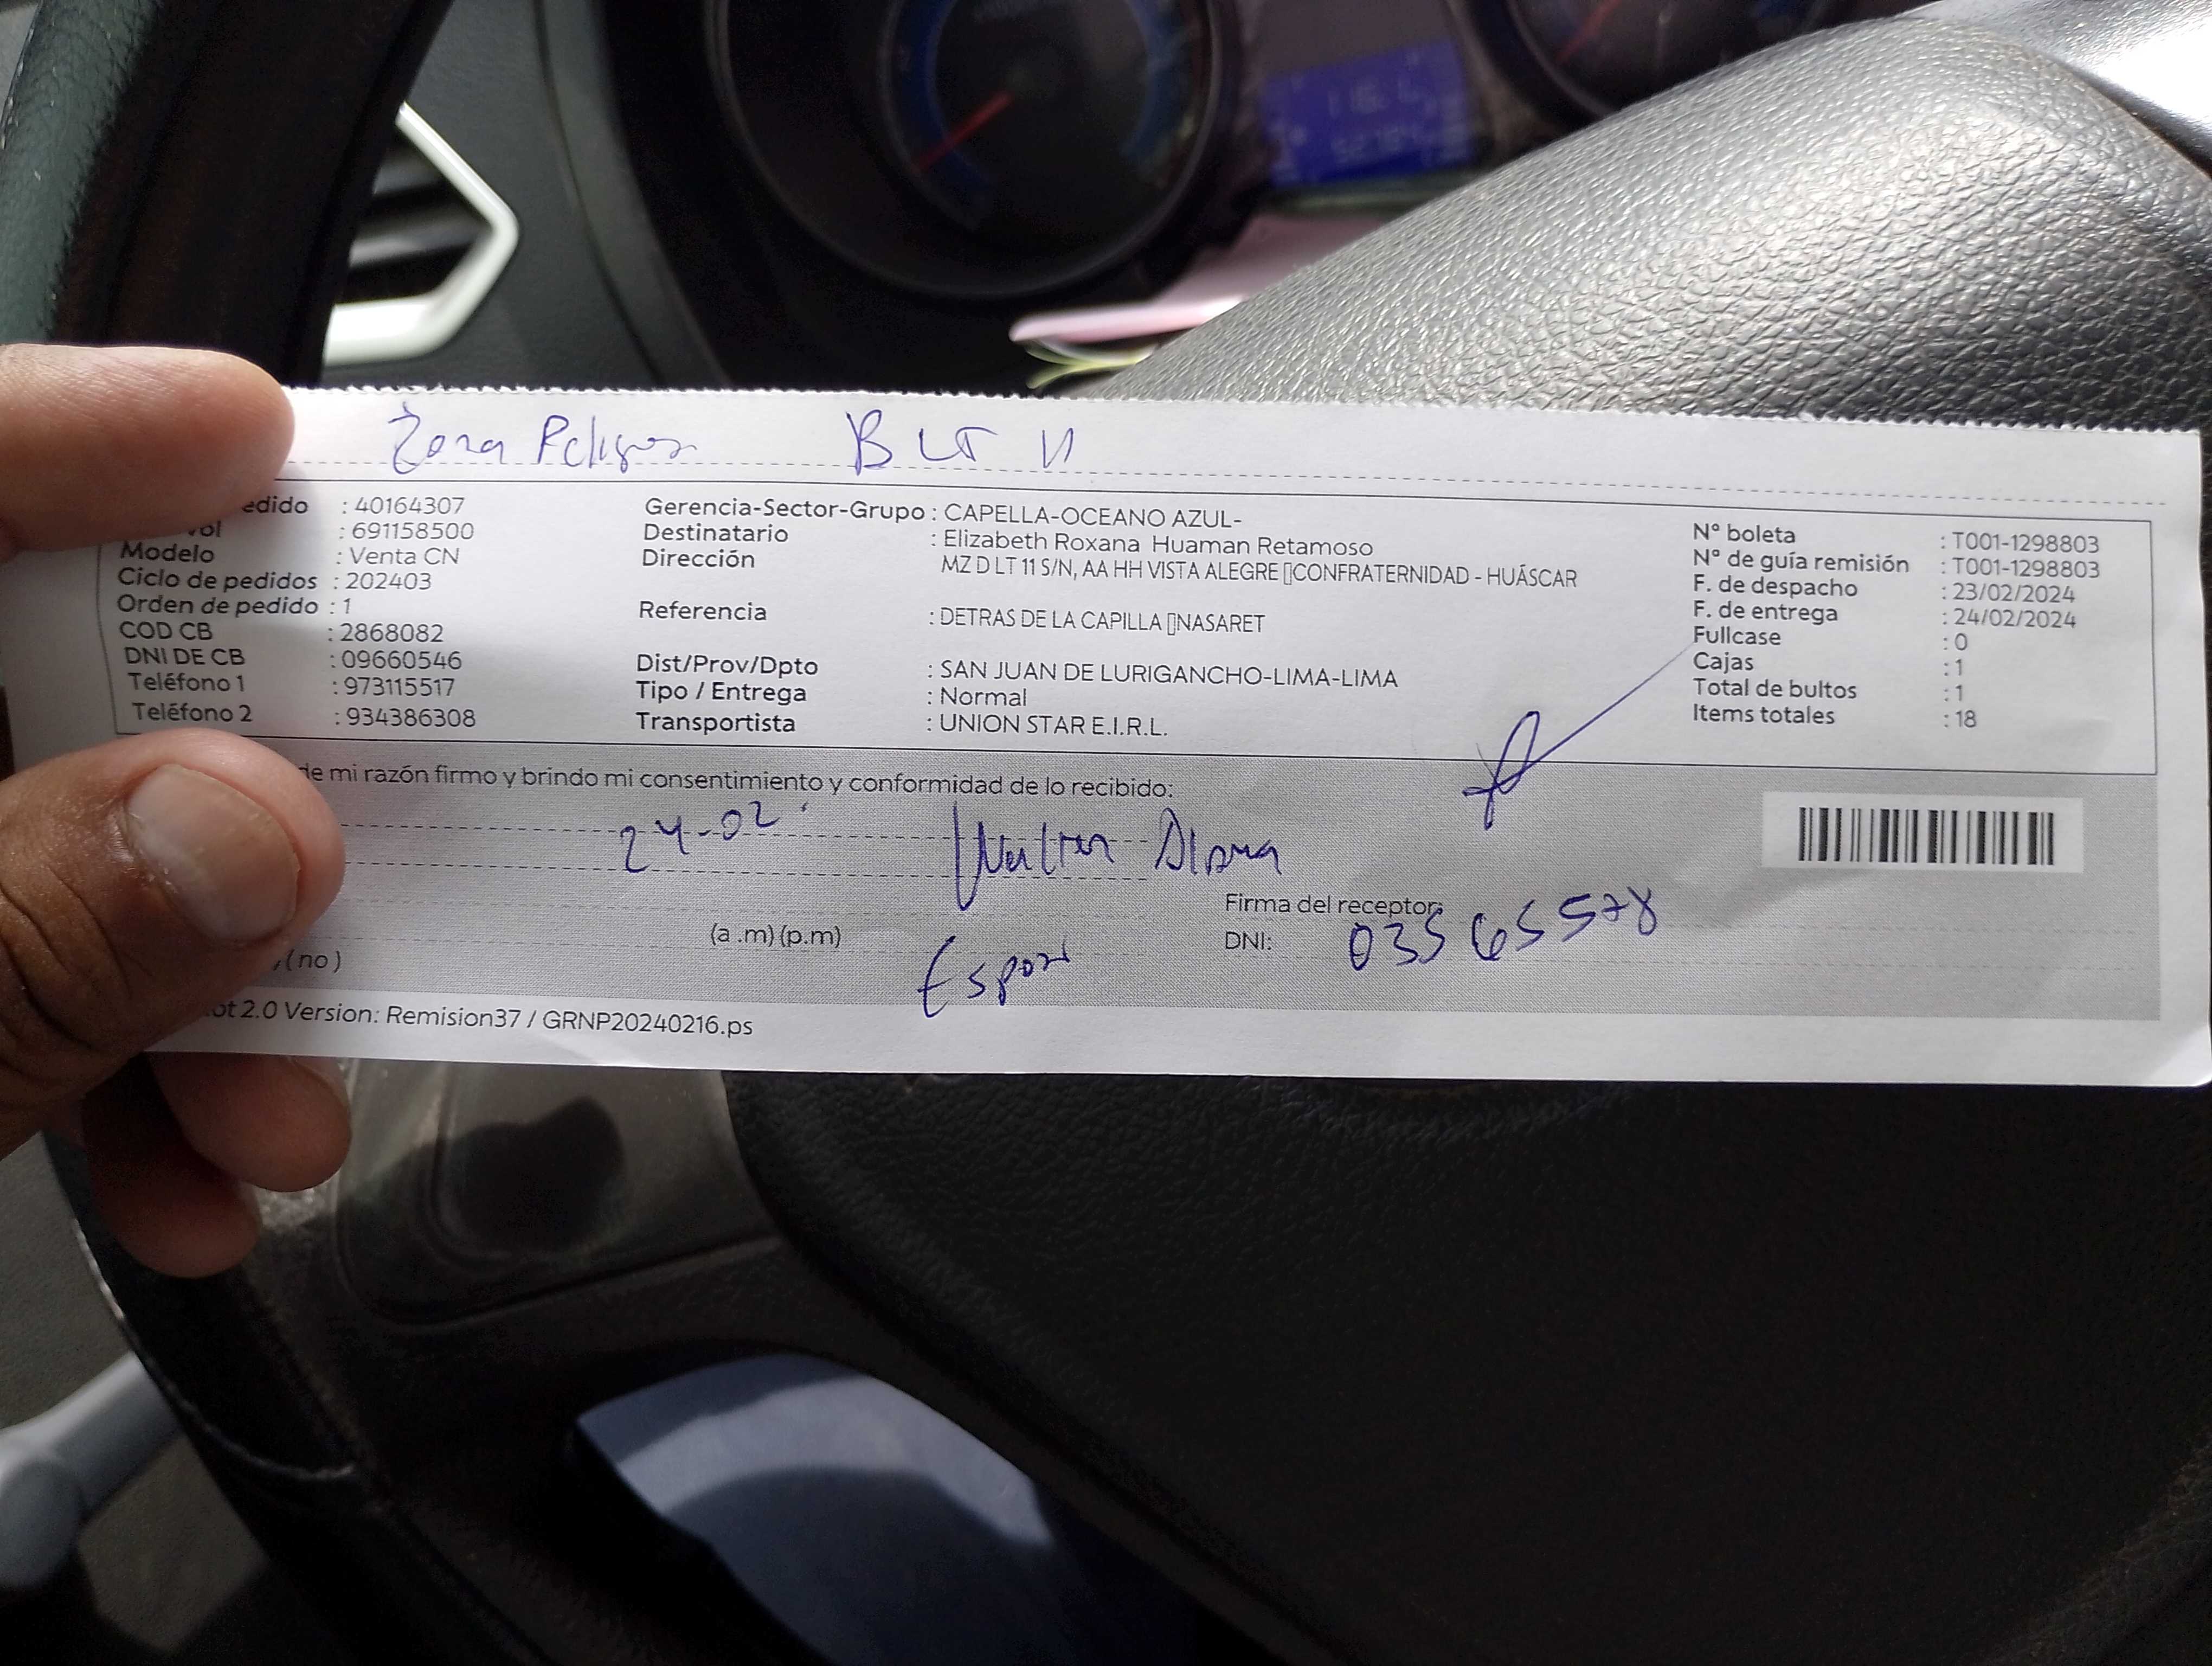 Zona Peligrosa B LT 11
edido : 40164307
: 691158500
Modelo : Venta CN
Ciclo de pedidos : 202403
Orden de pedido : 1
COD CB : 2868082
DNI DE CB : 09660546
Teléfono 1 : 973115517
Teléfono 2 : 934386308
Gerencia-Sector-Grupo : CAPELLA-OCEANO AZUL-
Destinatario : Elizabeth Roxana Huaman Retamoso
Dirección MZ D LT 11 S/N, AA HH VISTA ALEGRE ▯CONFRATERNIDAD - HUÁSCAR
Referencia : DETRAS DE LA CAPILLA ▯NASARET
Dist/Prov/Dpto : SAN JUAN DE LURIGANCHO-LIMA-LIMA
Tipo / Entrega : Normal
Transportista : UNION STAR E.I.R.L.
N° boleta : T001-1298803
N° de guía remisión : T001-1298803
F. de despacho : 23/02/2024
F. de entrega : 24/02/2024
Fullcase : 0
Cajas : 1
Total de bultos : 1
Items totales : 18
de mi razón firmo y brindo mi consentimiento y conformidad de lo recibido:
24-02
Firma del receptor:
(a .m) (p.m)
DNI: 03565578
(no)
ot 2.0 Version: Remision37 / GRNP20240216.ps